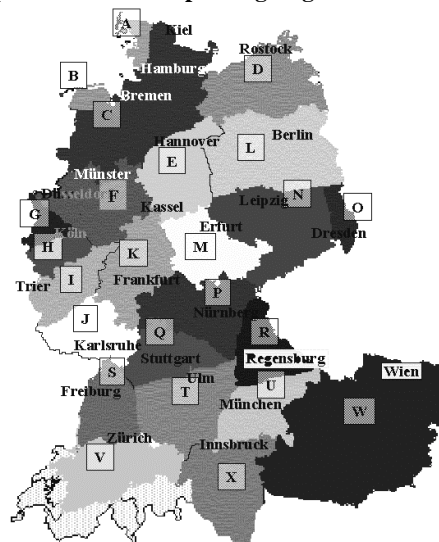 A
Kiel
Rostock
B
Hamburg
D
Bremen
C
Hannover
Berlin
E
L
Münster
F
Leipzig
N
G
Kassel
O
Erfurt
Dresden
H
Köln
K
M
Trier
I
Frankfurt
P
J
Nürnberg
Karlsruhe
Q
R
Stuttgart
Regensburg
S
Ulm
Wien
Freiburg
T
U
München
W
Zürich
Innsbruck
V
X